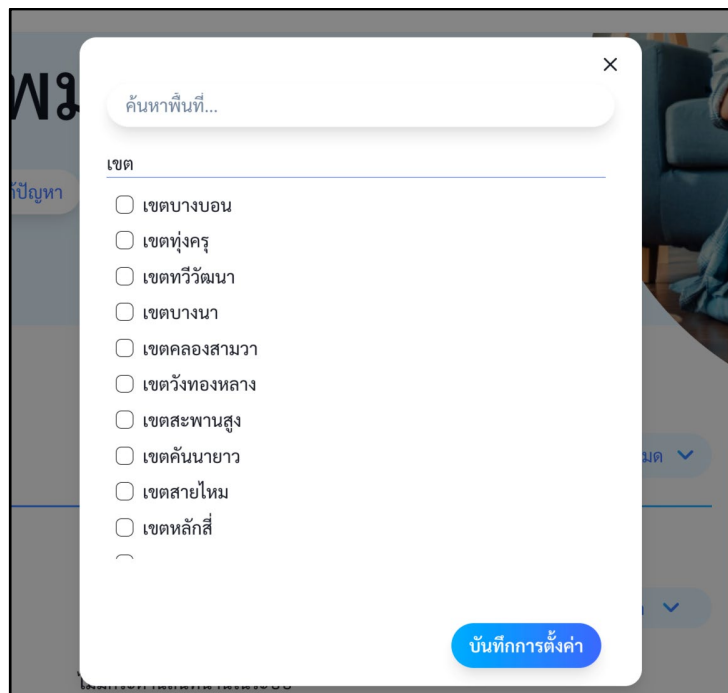 ค้นหาพื้นที่...
เขต
เขตบางบอน
เขตทุ่งครุ
เขตทวีวัฒนา
เขตบางนา
เขตคลองสามวา
เขตวังทองหลาง
เขตสะพานสูง
เขตคันนายาว
เขตสายไหม
เขตหลักสี่
บันทึกการตั้งค่า